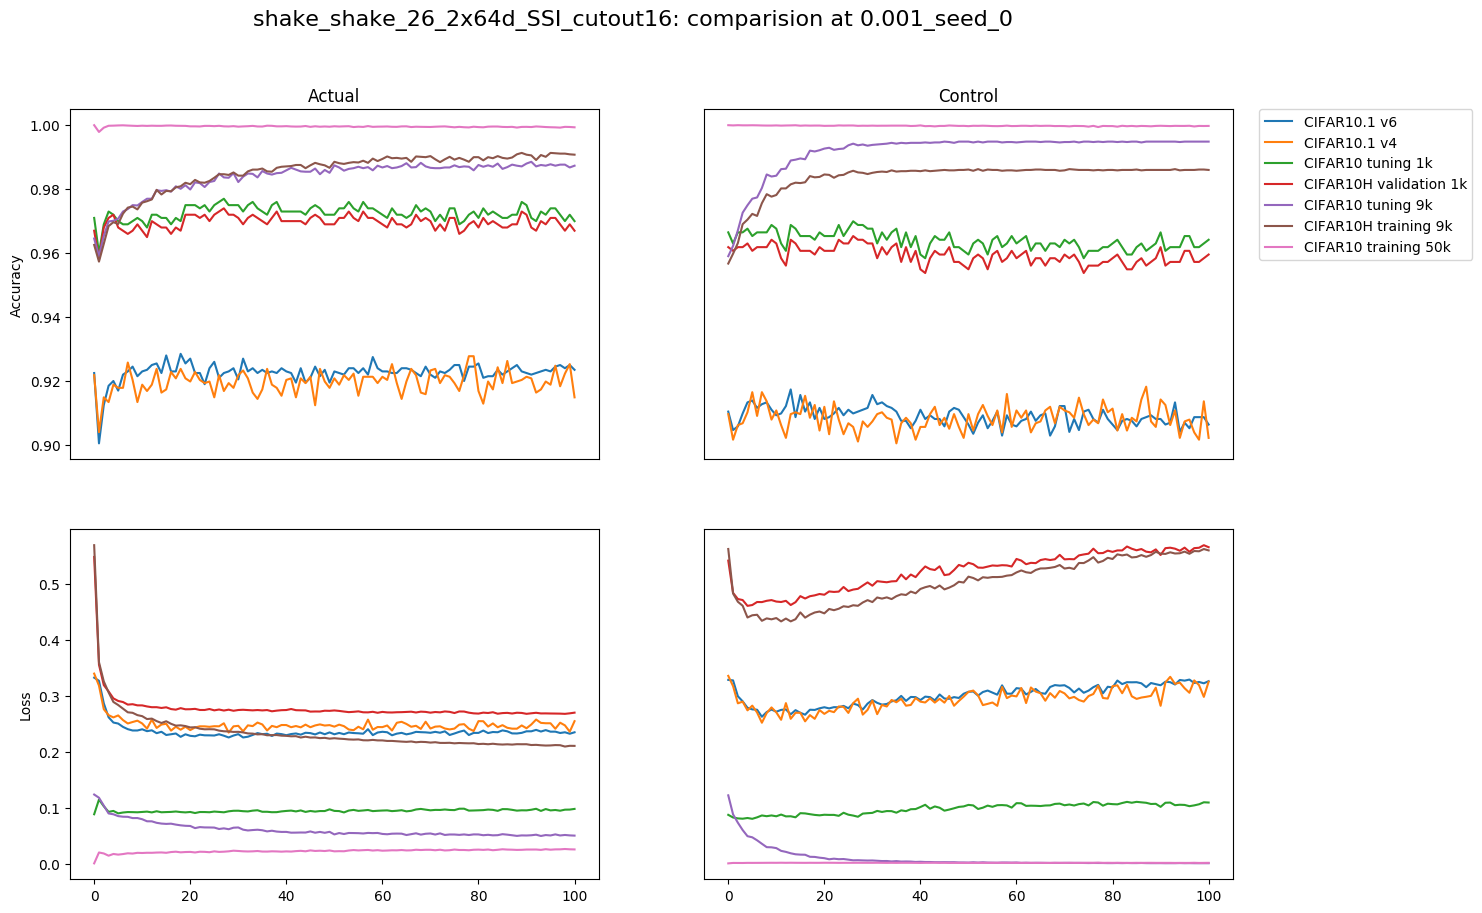 shake_shake_26_2x64d_SSI_cutout16: comparision at 0.001_seed_0
Actual
Control
CIFAR10.1 v6
CIFAR10.1 v4
CIFAR10 tuning 1k
CIFAR10H validation 1k
CIFAR10 tuning 9k
CIFAR10H training 9k
CIFAR10 training 50k
Accuracy
1.00
0.98
0.96
0.94
0.92
0.90
Loss
0.5
0.4
0.3
0.2
0.1
0.0
0 20 40 60 80 100
0 20 40 60 80 100